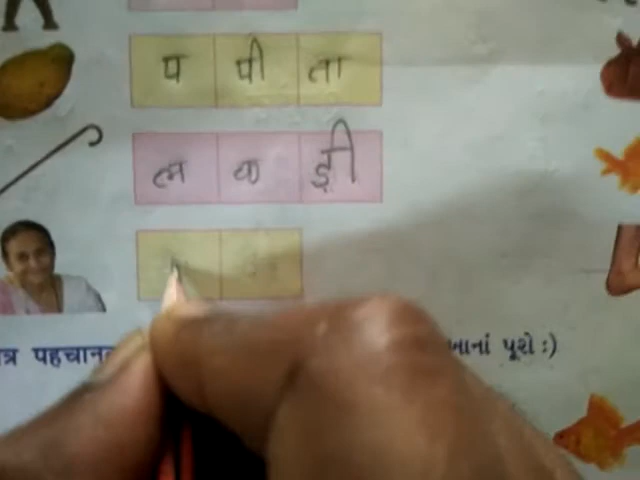 प पी ता
ल क ड़ी
त्र पहचान
ખાનાં પૂરો :)